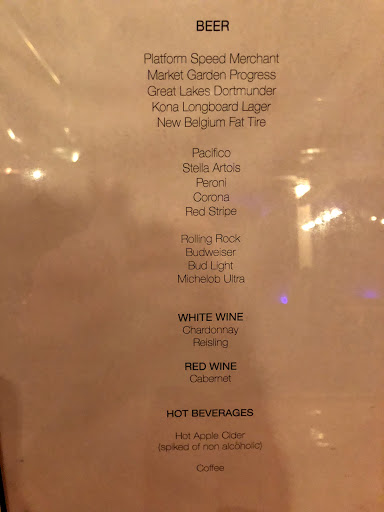 BEER
Platform Speed Merchant
Market Garden Progress
Great Lakes Dortmunder
Kona Longboard Lager
New Belgium Fat Tire
Pacifico
Stella Artois
Peroni
Corona
Red Stripe
Rolling Rock
Budweiser
Bud Light
Michelob Ultra
WHITE WINE
Chardonnay
Reisling
RED WINE
Cabernet
HOT BEVERAGES
Hot Apple Cider
(spiked of non alcoholic)
Coffee